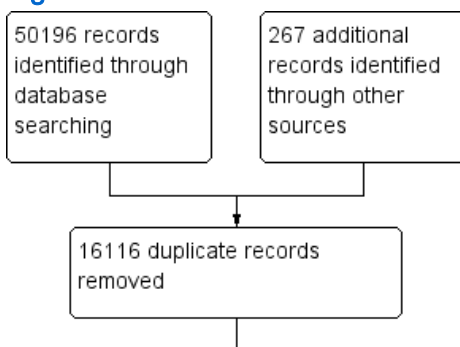 50196 records
identified through
database
searching
267 additional
records identified
through other
sources
16116 duplicate records
removed